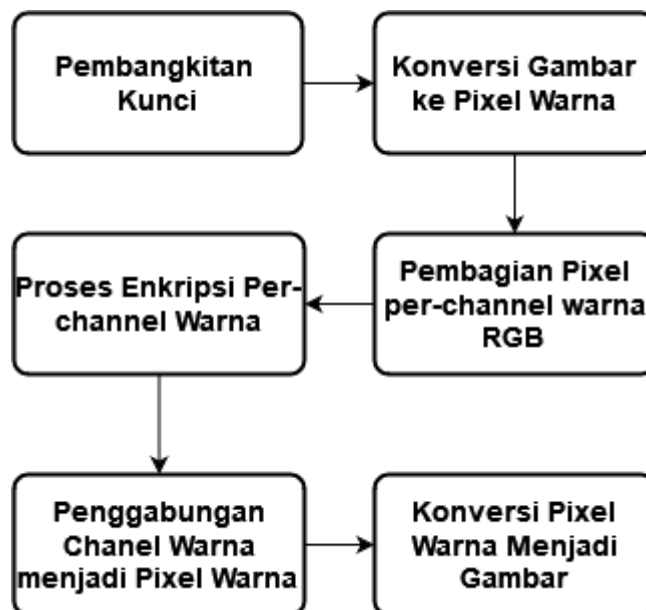 Pembangkitan
Kunci
Konversi Gambar
ke Pixel Warna
Pembagian Pixel
per-channel warna
RGB
Proses Enkripsi Per-
channel Warna
Penggabungan
Chanel Warna
menjadi Pixel Warna
Konversi Pixel
Warna Menjadi
Gambar